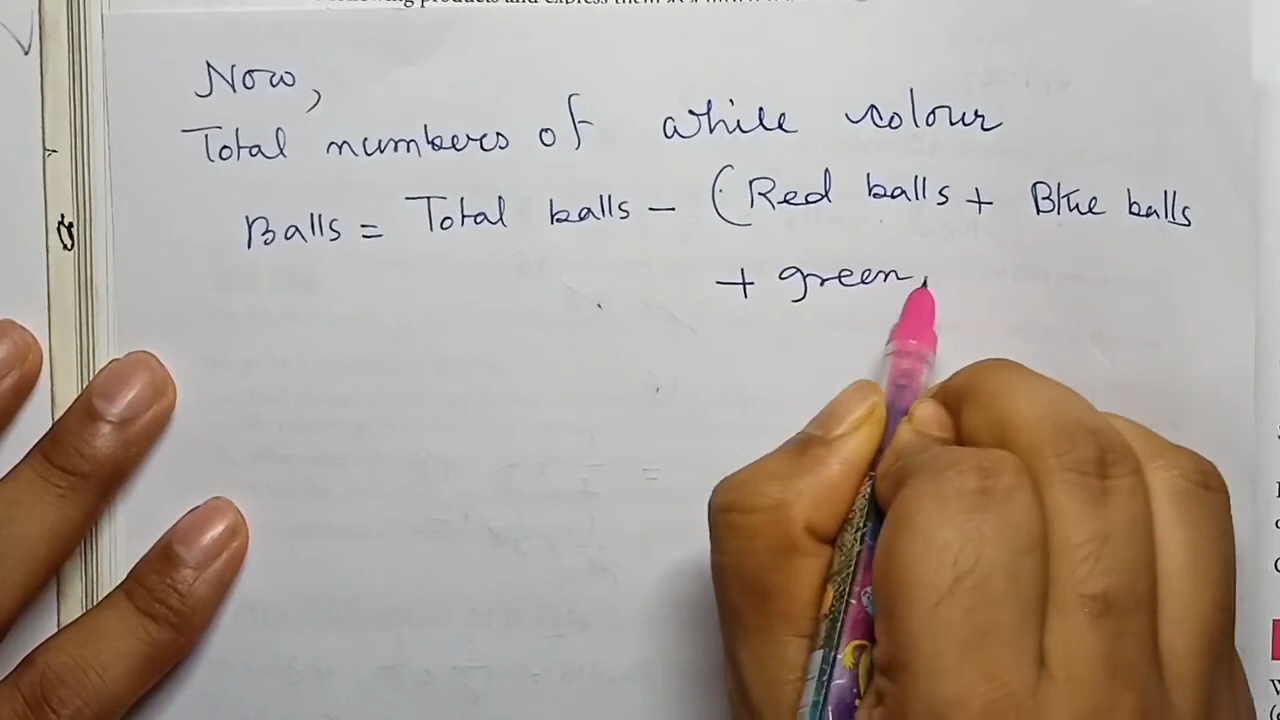 Now,
Total numbers of white colour
Balls = Total balls - (Red balls + Blue balls
+ green